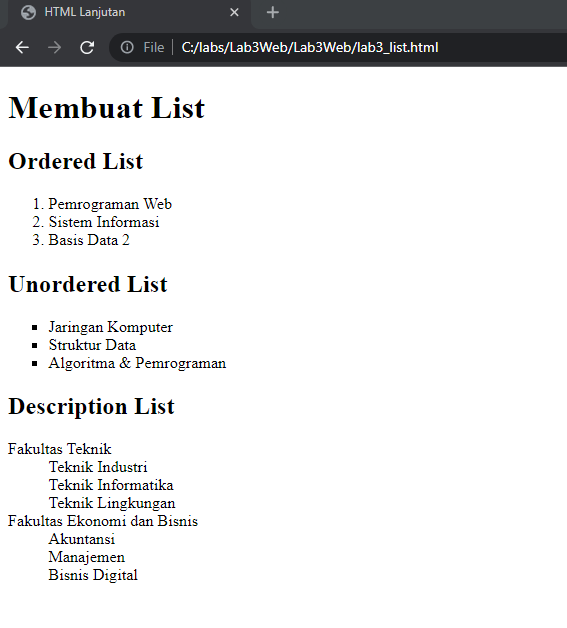 HTML Lanjutan
File C:/labs/Lab3Web/Lab3Web/lab3_list.html
Membuat List
Ordered List
1. Pemrograman Web
2. Sistem Informasi
3. Basis Data 2
Unordered List
▪ Jaringan Komputer
▪ Struktur Data
▪ Algoritma & Pemrograman
Description List
Fakultas Teknik
Teknik Industri
Teknik Informatika
Teknik Lingkungan
Fakultas Ekonomi dan Bisnis
Akuntansi
Manajemen
Bisnis Digital